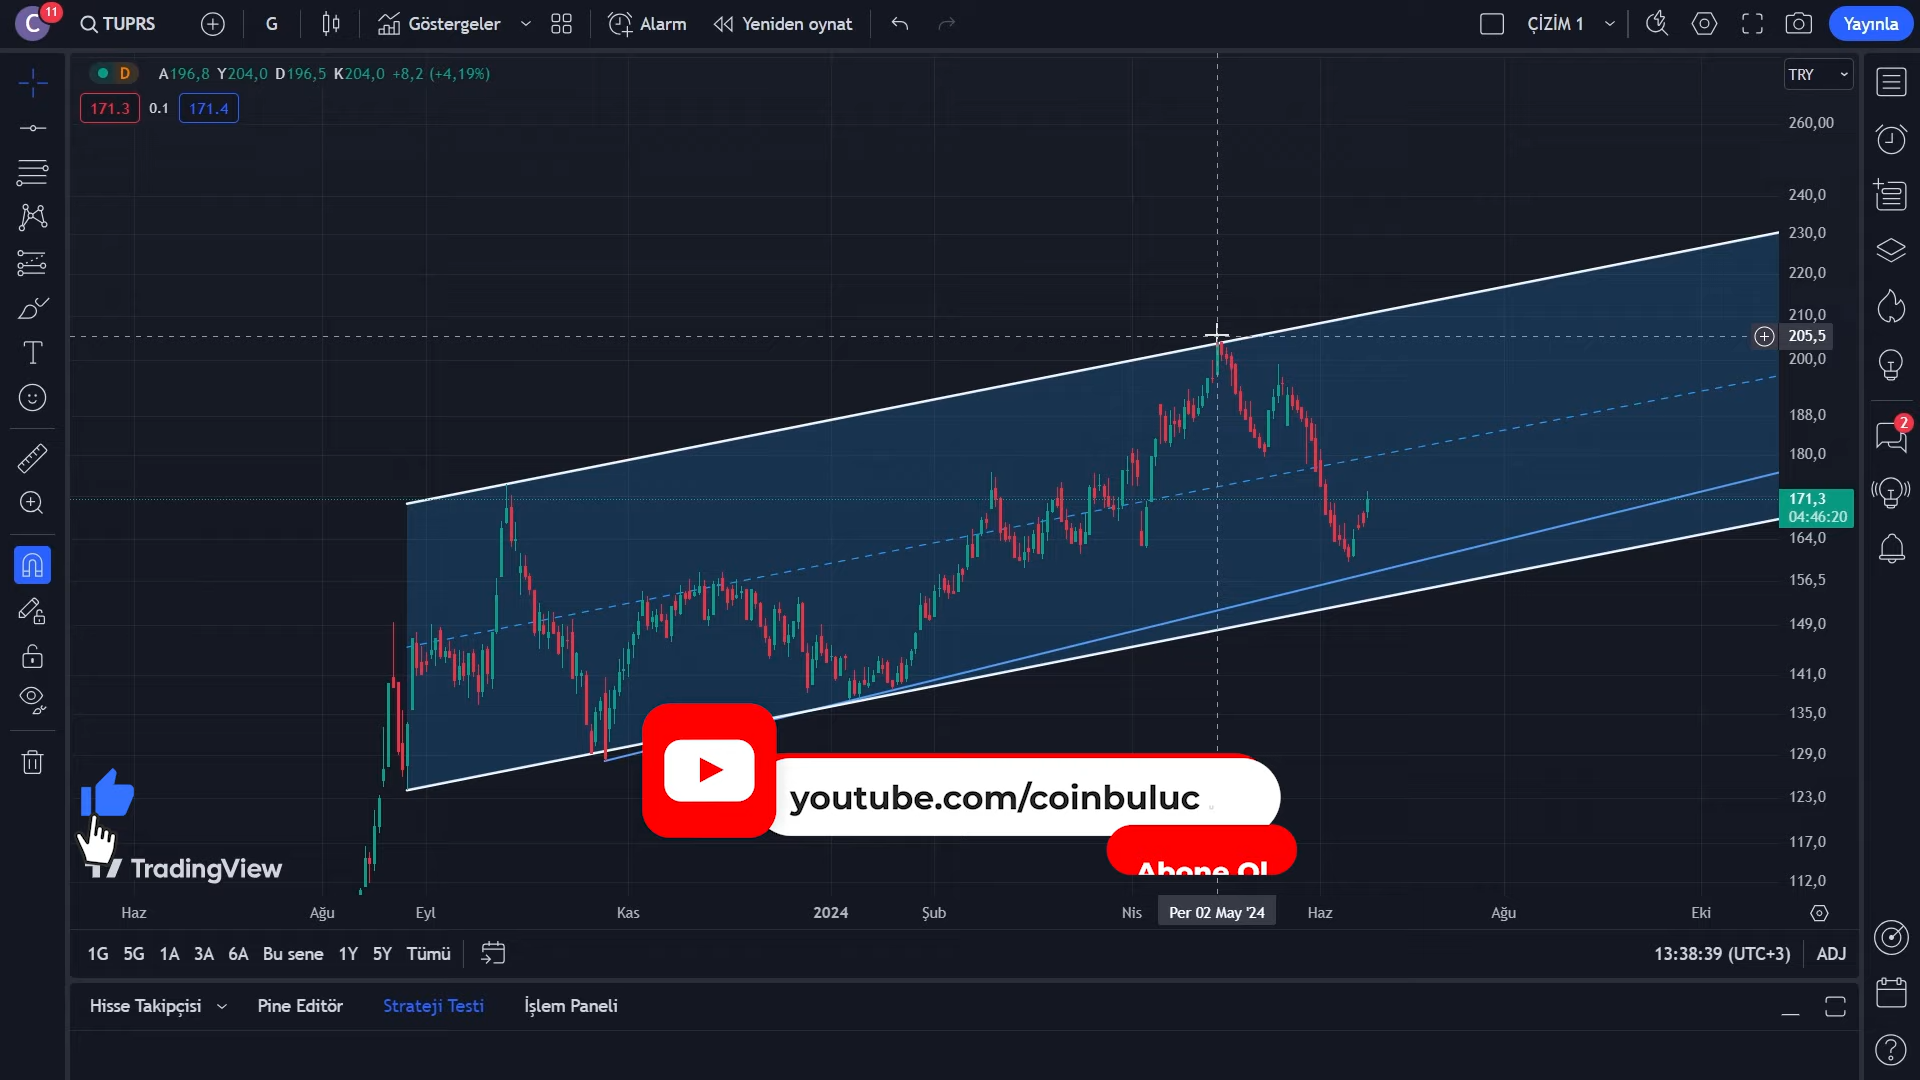 C 11 TUPRS G Göstergeler Alarm Yeniden oynat ÇİZİM 1 Yayınla
D A196,8 Y204,0 D196,5 K204,0 +8,2 (+4,19%)
TRY
171.3 0.1 171.4
260,00
240,0
230,0
220,0
210,0
205,5
200,0
188,0
180,0
2
171,3
04:46:20
164,0
156,5
149,0
141,0
135,0
129,0
youtube.com/coinbuluc
123,0
117,0
Abone Ol
TradingView
112,0
Haz Ağu Eyl Kas 2024 Şub Nis Per 02 May '24 Haz Ağu Eki
1G 5G 1A 3A 6A Bu sene 1Y 5Y Tümü 13:38:39 (UTC+3) ADJ
Hisse Takipçisi Pine Editör Strateji Testi İşlem Paneli